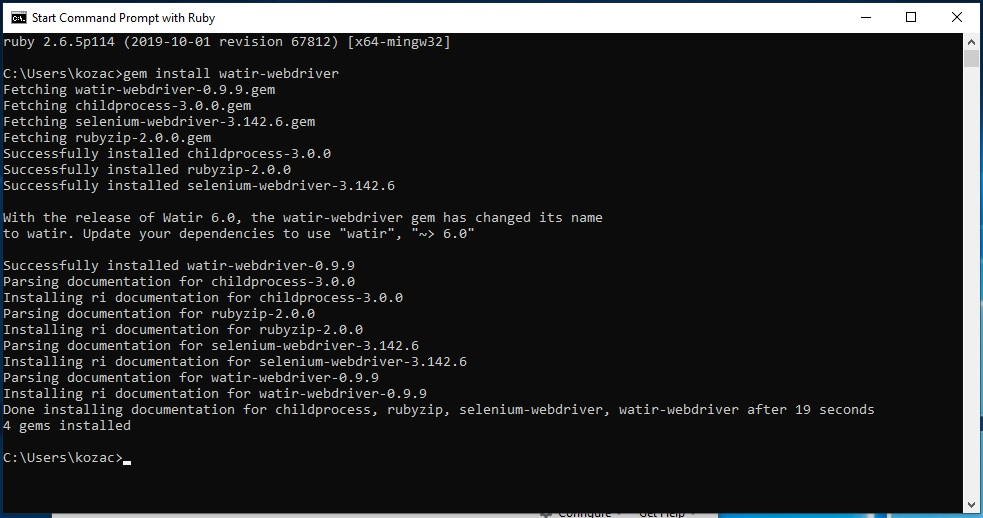 Start Command Prompt with Ruby
ruby 2.6.5p114 (2019-10-01 revision 67812) [x64-mingw32]
C:\Users\kozac>gem install watir-webdriver
Fetching watir-webdriver-0.9.9.gem
Fetching childprocess-3.0.0.gem
Fetching selenium-webdriver-3.142.6.gem
Fetching rubyzip-2.0.0.gem
Successfully installed childprocess-3.0.0
Successfully installed rubyzip-2.0.0
Successfully installed selenium-webdriver-3.142.6
With the release of Watir 6.0, the watir-webdriver gem has changed its name
to watir. Update your dependencies to use "watir", "~> 6.0"
Successfully installed watir-webdriver-0.9.9
Parsing documentation for childprocess-3.0.0
Installing ri documentation for childprocess-3.0.0
Parsing documentation for rubyzip-2.0.0
Installing ri documentation for rubyzip-2.0.0
Parsing documentation for selenium-webdriver-3.142.6
Installing ri documentation for selenium-webdriver-3.142.6
Parsing documentation for watir-webdriver-0.9.9
Installing ri documentation for watir-webdriver-0.9.9
Done installing documentation for childprocess, rubyzip, selenium-webdriver, watir-webdriver after 19 seconds
4 gems installed
C:\Users\kozac>
Configure Get Help